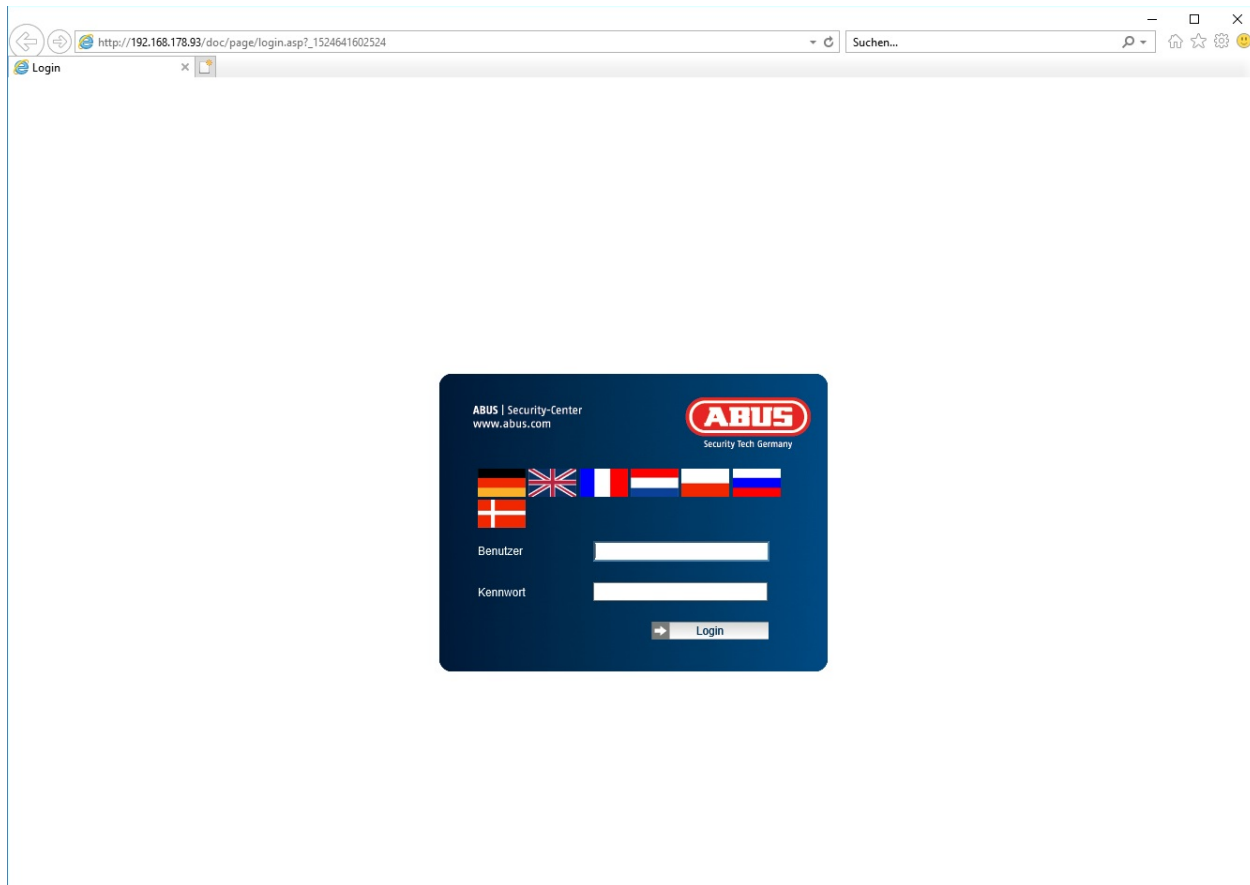 http://192.168.178.93/doc/page/login.asp?_1524641602524
Suchen...
Login
ABUS | Security-Center
www.abus.com
ABUS
Security Tech Germany
Benutzer
Kennwort
Login